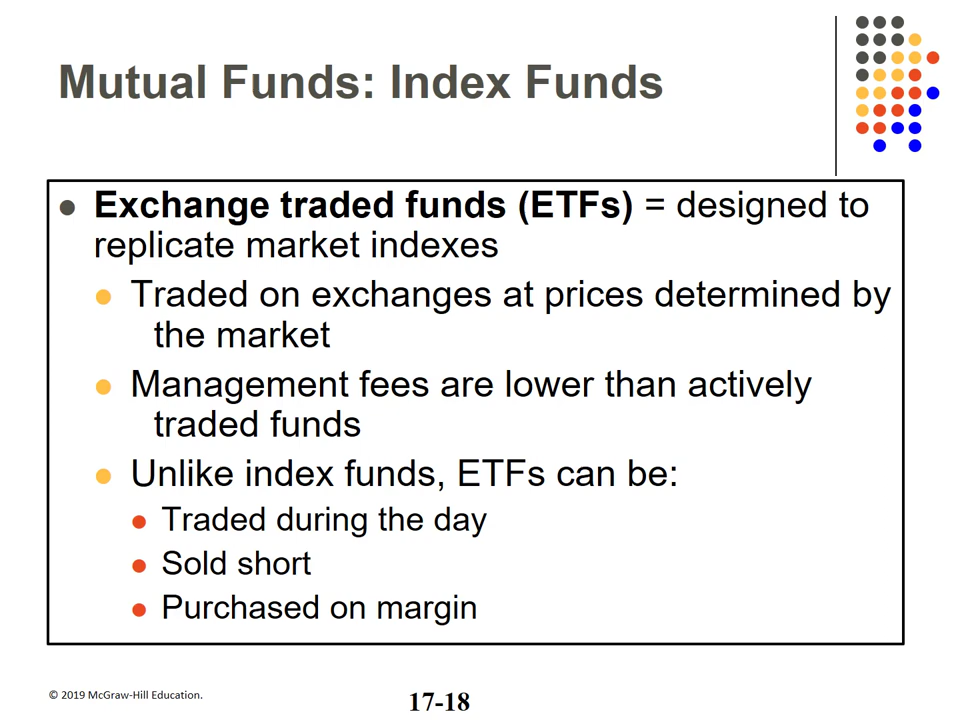 Mutual Funds: Index Funds
Exchange traded funds (ETFs) = designed to
replicate market indexes
Traded on exchanges at prices determined by
the market
Management fees are lower than actively
traded funds
Unlike index funds, ETFs can be:
Traded during the day
Sold short
Purchased on margin
© 2019 McGraw-Hill Education.
17-18